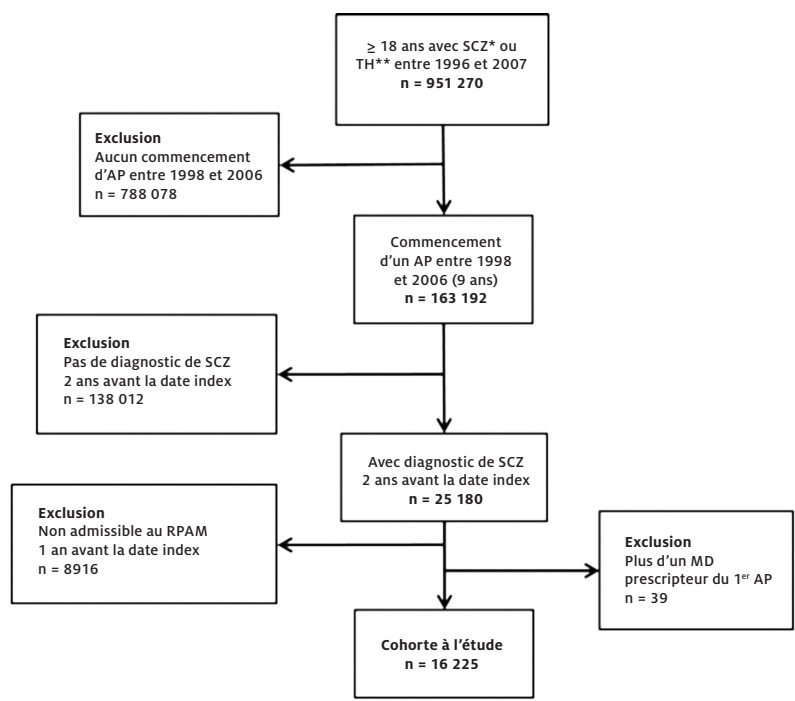 ≥ 18 ans avec SCZ* ou
TH** entre 1996 et 2007
n = 951 270
Exclusion
Aucun commencement
d'AP entre 1998 et 2006
n = 788 078
Commencement
d'un AP entre 1998
et 2006 (9 ans)
n = 163 192
Exclusion
Pas de diagnostic de SCZ
2 ans avant la date index
n = 138 012
Avec diagnostic de SCZ
2 ans avant la date index
n = 25 180
Exclusion
Non admissible au RPAM
1 an avant la date index
n = 8916
Exclusion
Plus d'un MD
prescripteur du 1er AP
n = 39
Cohorte à l'étude
n = 16 225